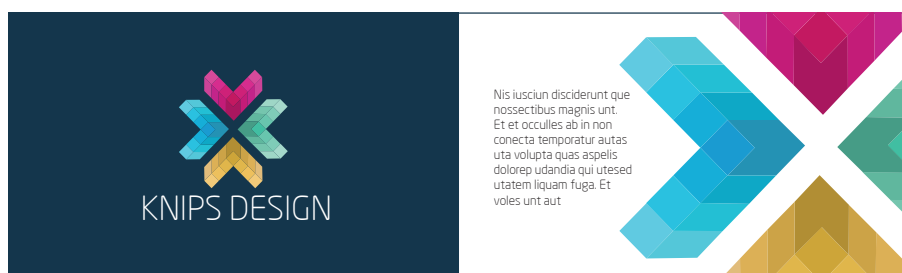 KNIPS DESIGN
Nis iusciun disciderunt que
nossectibus magnis unt.
Et et occulles ab in non
conecta temporatur autas
uta volupta quas aspelis
dolorep udandia qui utesed
utatem liquam fuga. Et
voles unt aut